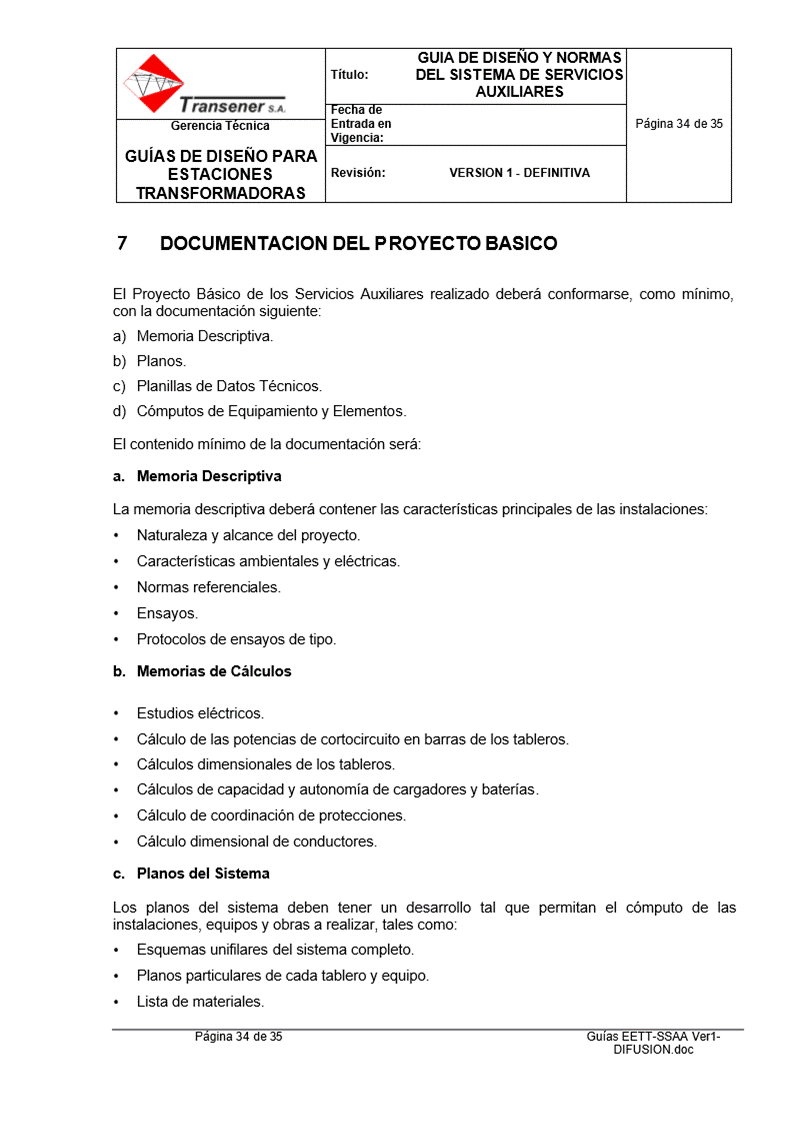 Transener S.A.
Gerencia Técnica
GUÍAS DE DISEÑO PARA
ESTACIONES
TRANSFORMADORAS
Título:
GUIA DE DISEÑO Y NORMAS
DEL SISTEMA DE SERVICIOS
AUXILIARES
Fecha de
Entrada en
Vigencia:
Revisión:
VERSION 1 - DEFINITIVA
Página 34 de 35
7 DOCUMENTACION DEL PROYECTO BASICO
El Proyecto Básico de los Servicios Auxiliares realizado deberá conformarse, como mínimo,
con la documentación siguiente:
a) Memoria Descriptiva.
b) Planos.
c) Planillas de Datos Técnicos.
d) Cómputos de Equipamiento y Elementos.
El contenido mínimo de la documentación será:
a. Memoria Descriptiva
La memoria descriptiva deberá contener las características principales de las instalaciones:
• Naturaleza y alcance del proyecto.
• Características ambientales y eléctricas.
• Normas referenciales.
• Ensayos.
• Protocolos de ensayos de tipo.
b. Memorias de Cálculos
• Estudios eléctricos.
• Cálculo de las potencias de cortocircuito en barras de los tableros.
• Cálculos dimensionales de los tableros.
• Cálculos de capacidad y autonomía de cargadores y baterías.
• Cálculo de coordinación de protecciones.
• Cálculo dimensional de conductores.
c. Planos del Sistema
Los planos del sistema deben tener un desarrollo tal que permitan el cómputo de las
instalaciones, equipos y obras a realizar, tales como:
• Esquemas unifilares del sistema completo.
• Planos particulares de cada tablero y equipo.
• Lista de materiales.
Página 34 de 35
Guías EETT-SSAA Ver1-
DIFUSION.doc